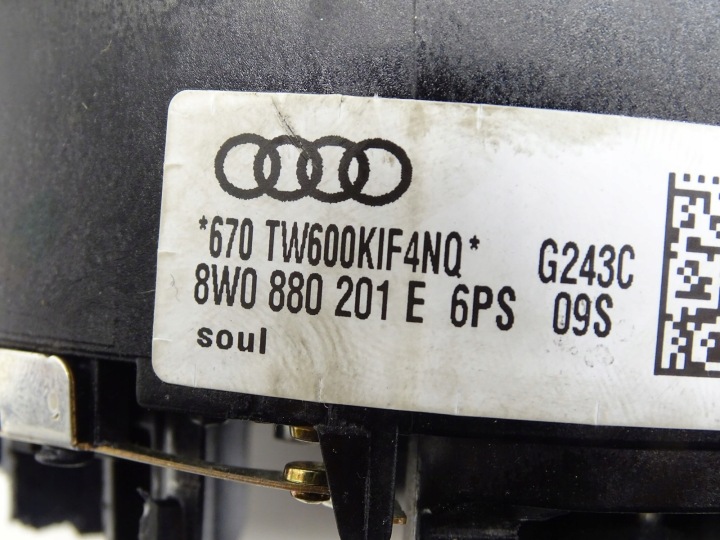 *670 TW600KIF4NQ* G243C
8W0 880 201 E 6PS 09S
soul